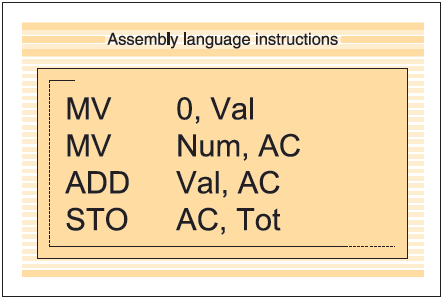 Assembly language instructions
MV 0, Val
MV Num, AC
ADD Val, AC
STO AC, Tot